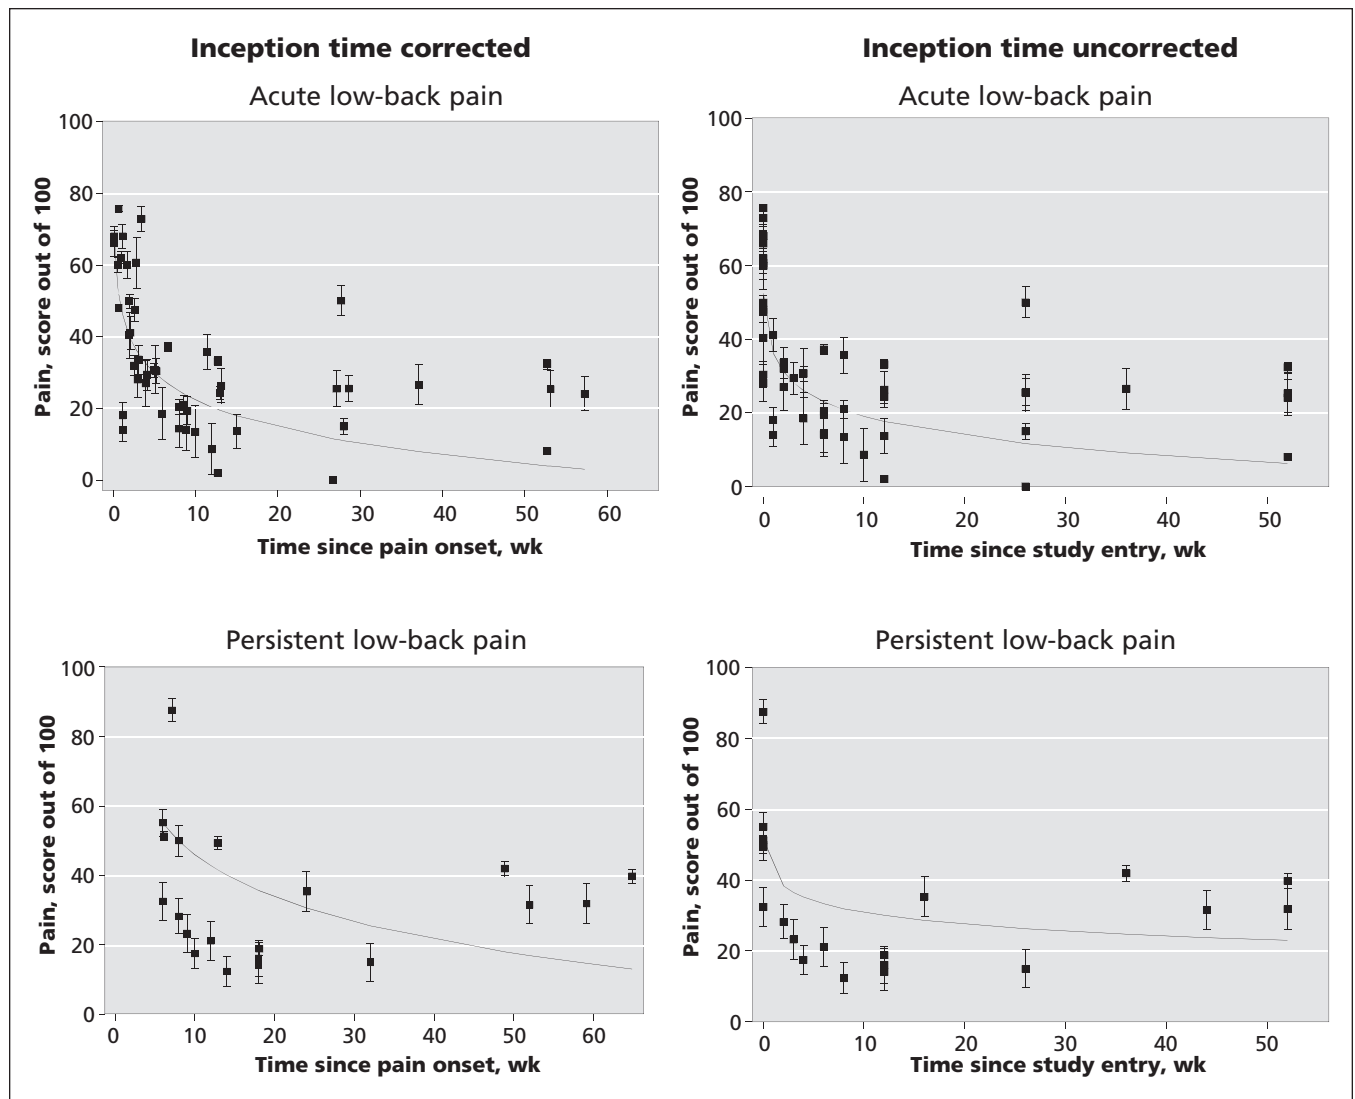 Inception time corrected
Inception time uncorrected
Acute low-back pain
100
80
60
40
20
0
Pain, score out of 100
0 10 20 30 40 50 60
Time since pain onset, wk
Acute low-back pain
100
80
60
40
20
0
Pain, score out of 100
0 10 20 30 40 50
Time since study entry, wk
Persistent low-back pain
100
80
60
40
20
0
Pain, score out of 100
0 10 20 30 40 50 60
Time since pain onset, wk
Persistent low-back pain
100
80
60
40
20
0
Pain, score out of 100
0 10 20 30 40 50
Time since study entry, wk